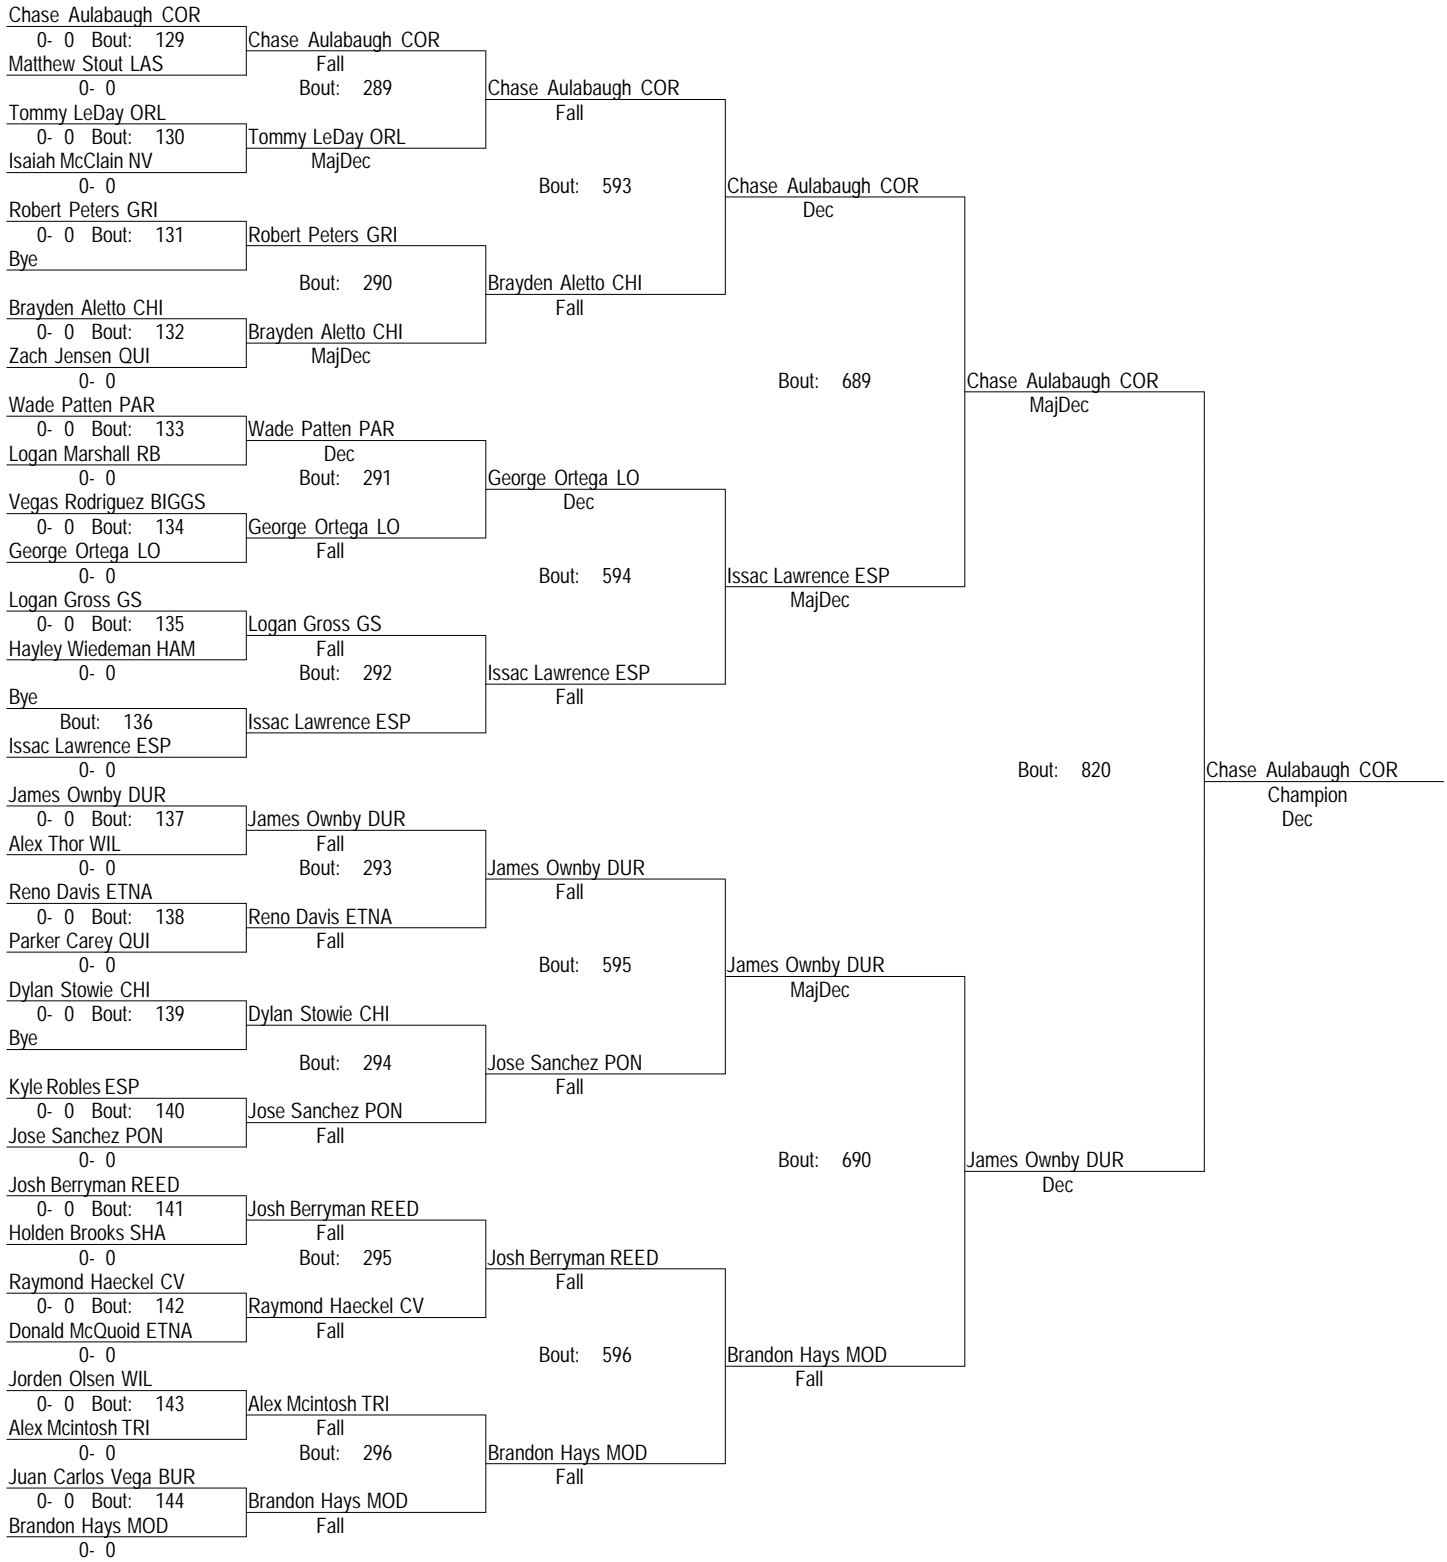 Chase Aulabaugh COR
0- 0 Bout: 129
Matthew Stout LAS
0- 0
Tommy LeDay ORL
0- 0 Bout: 130
Isaiah McClain NV
0- 0
Robert Peters GRI
0- 0 Bout: 131
Bye
Brayden Aletto CHI
0- 0 Bout: 132
Zach Jensen QUI
0- 0
Wade Patten PAR
0- 0 Bout: 133
Logan Marshall RB
0- 0
Vegas Rodriguez BIGGS
0- 0 Bout: 134
George Ortega LO
0- 0
Logan Gross GS
0- 0 Bout: 135
Hayley Wiedeman HAM
0- 0
Bye
Bout: 136
Issac Lawrence ESP
0- 0
James Ownby DUR
0- 0 Bout: 137
Alex Thor WIL
0- 0
Reno Davis ETNA
0- 0 Bout: 138
Parker Carey QUI
0- 0
Dylan Stowie CHI
0- 0 Bout: 139
Bye
Kyle Robles ESP
0- 0 Bout: 140
Jose Sanchez PON
0- 0
Josh Berryman REED
0- 0 Bout: 141
Holden Brooks SHA
0- 0
Raymond Haeckel CV
0- 0 Bout: 142
Donald McQuoid ETNA
0- 0
Jorden Olsen WIL
0- 0 Bout: 143
Alex Mcintosh TRI
0- 0
Juan Carlos Vega BUR
0- 0 Bout: 144
Brandon Hays MOD
0- 0
Chase Aulabaugh COR
Fall
Bout: 289
Tommy LeDay ORL
MajDec
Robert Peters GRI
Bout: 290
Brayden Aletto CHI
MajDec
Wade Patten PAR
Dec
Bout: 291
George Ortega LO
Fall
Logan Gross GS
Fall
Bout: 292
Issac Lawrence ESP
James Ownby DUR
Fall
Bout: 293
Reno Davis ETNA
Fall
Dylan Stowie CHI
Bout: 294
Jose Sanchez PON
Fall
Josh Berryman REED
Fall
Bout: 295
Raymond Haeckel CV
Fall
Alex Mcintosh TRI
Fall
Bout: 296
Brandon Hays MOD
Fall
Chase Aulabaugh COR
Fall
Bout: 593
Brayden Aletto CHI
Fall
George Ortega LO
Dec
Bout: 594
Issac Lawrence ESP
Fall
James Ownby DUR
Fall
Bout: 595
Jose Sanchez PON
Fall
Josh Berryman REED
Fall
Bout: 596
Brandon Hays MOD
Fall
Chase Aulabaugh COR
Dec
Bout: 689
Issac Lawrence ESP
MajDec
James Ownby DUR
MajDec
Bout: 690
Brandon Hays MOD
Fall
Chase Aulabaugh COR
MajDec
Bout: 820
James Ownby DUR
Dec
Chase Aulabaugh COR
Champion
Dec